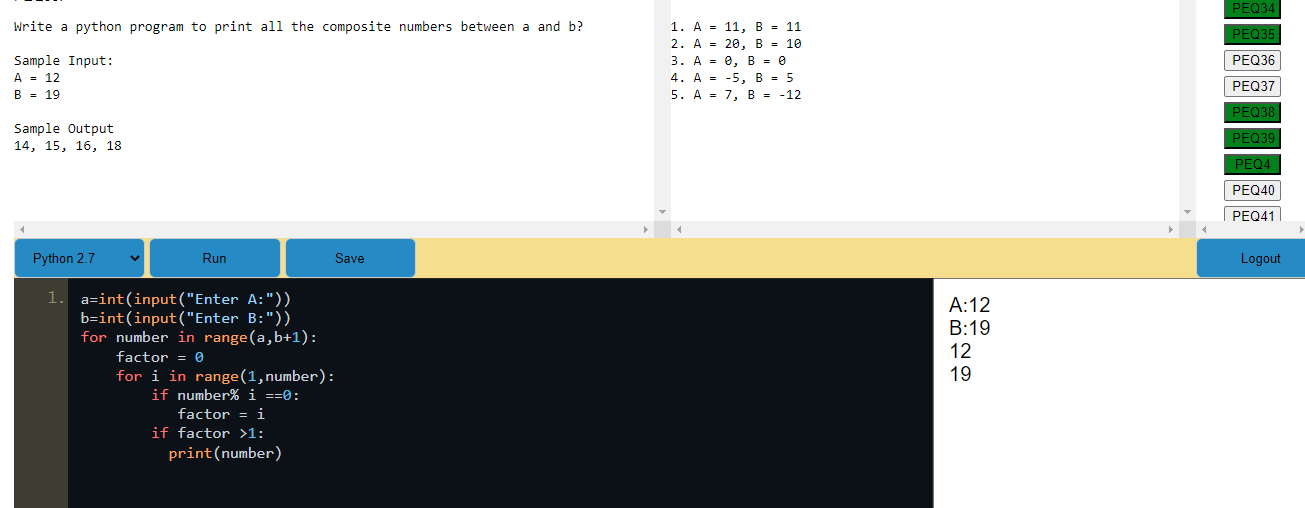 Write a python program to print all the composite numbers between a and b?
Sample Input:
A = 12
B = 19
Sample Output
14, 15, 16, 18
1. A = 11, B = 11
2. A = 20, B = 10
3. A = 0, B = 0
4. A = -5, B = 5
5. A = 7, B = -12
PEQ34
PEQ35
PEQ36
PEQ37
PEQ38
PEQ39
PEQ4
PEQ40
PEQ41
Python 2.7
Run
Save
Logout
1.
a=int(input("Enter A:"))
b=int(input("Enter B:"))
for number in range(a,b+1):
    factor = 0
    for i in range(1,number):
        if number% i ==0:
           factor = i
        if factor >1:
          print(number)
A:12
B:19
12
19